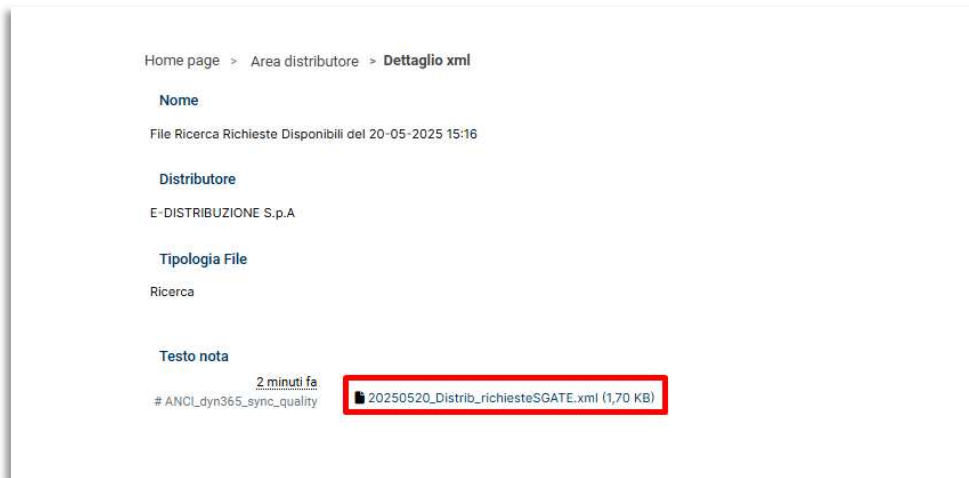 Home page > Area distributore > Dettaglio xml
Nome
File Ricerca Richieste Disponibili del 20-05-2025 15:16
Distributore
E-DISTRIBUZIONE S.p.A
Tipologia File
Ricerca
Testo nota
2 minuti fa
# ANCI_dyn365_sync_quality
20250520_Distrib_richiesteSGATE.xml (1,70 KB)